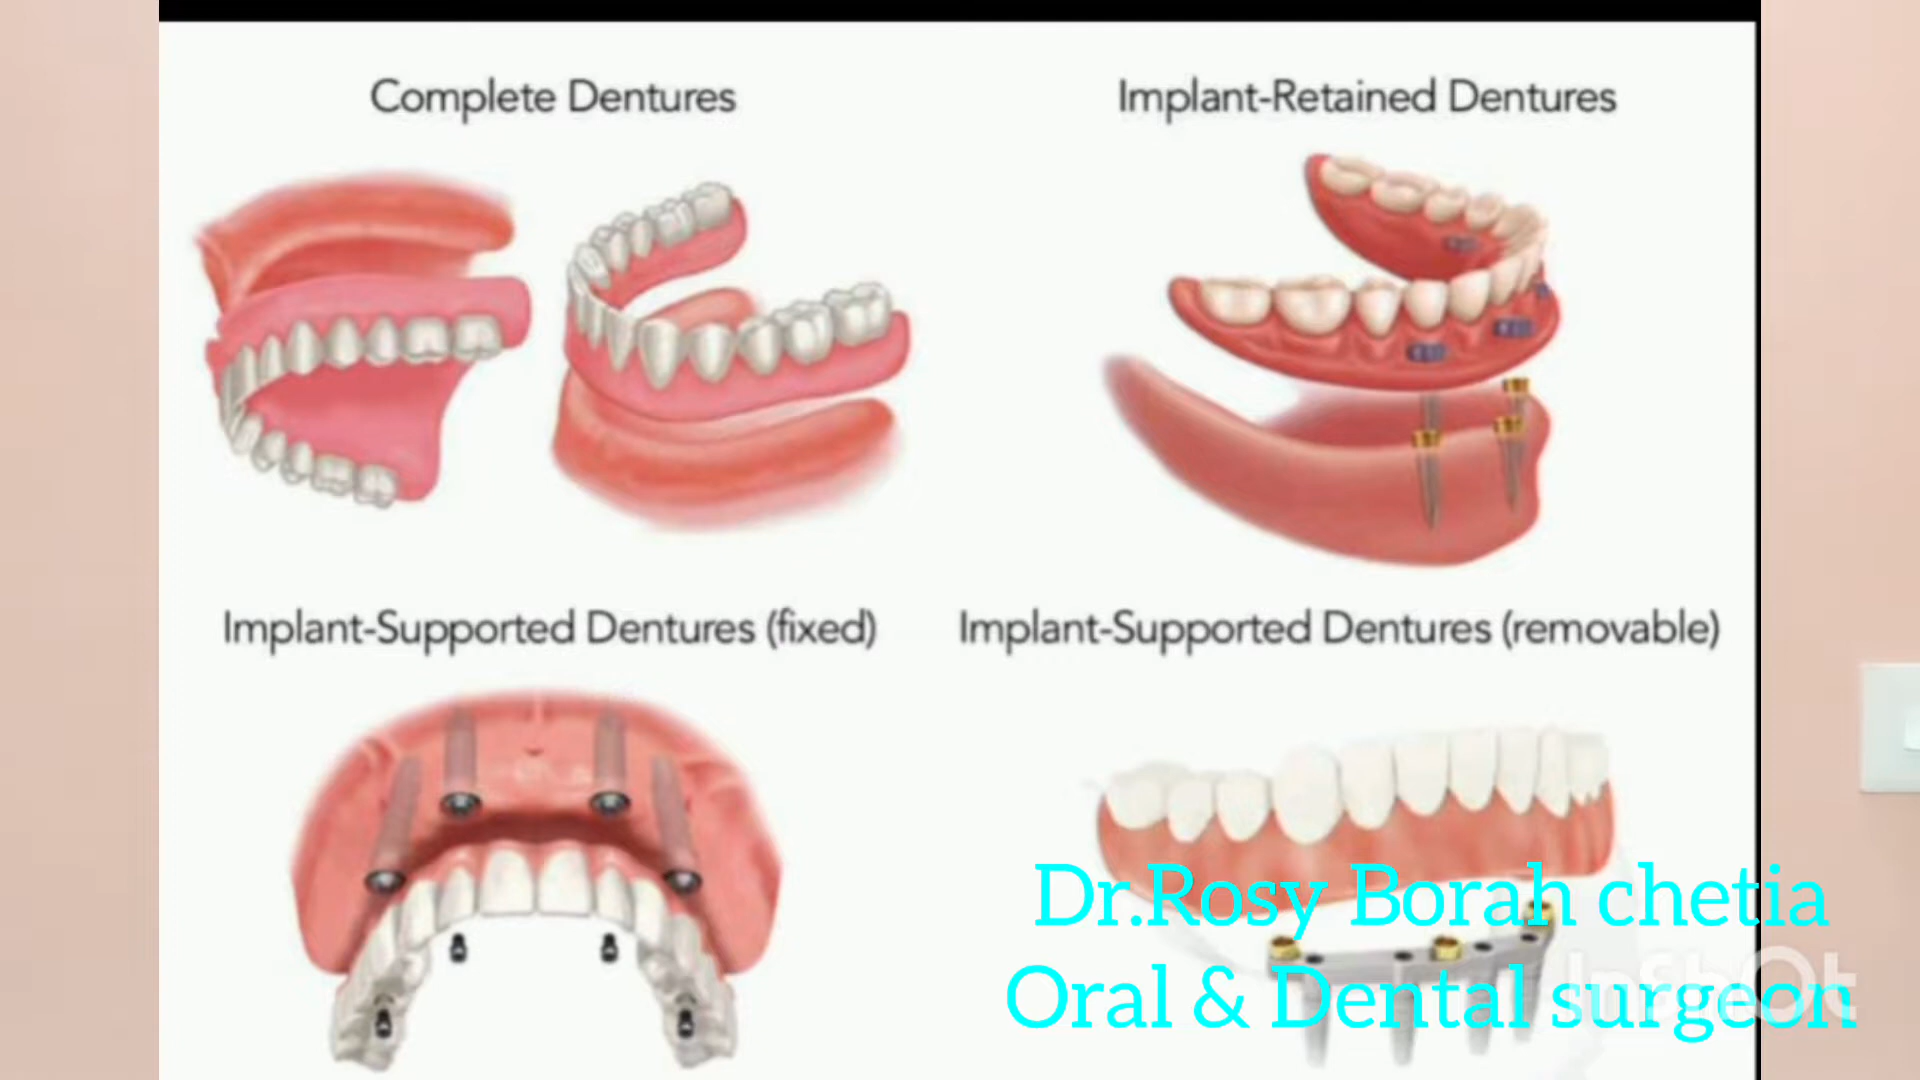 Complete Dentures
Implant-Retained Dentures
Implant-Supported Dentures (fixed)
Implant-Supported Dentures (removable)
Dr.Rosy Borah chetia
Oral & Dental surgeon
InShOt